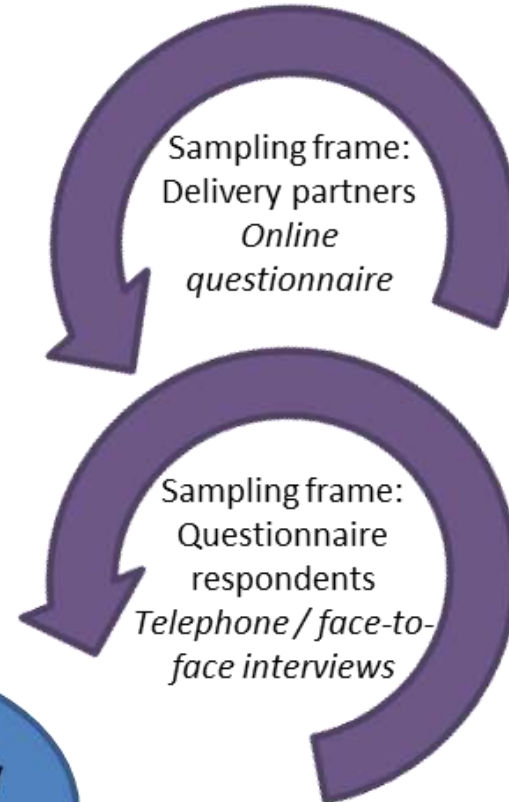 Sampling frame:
Delivery partners
Online
questionnaire
Sampling frame:
Questionnaire
respondents
Telephone / face-to-
face interviews